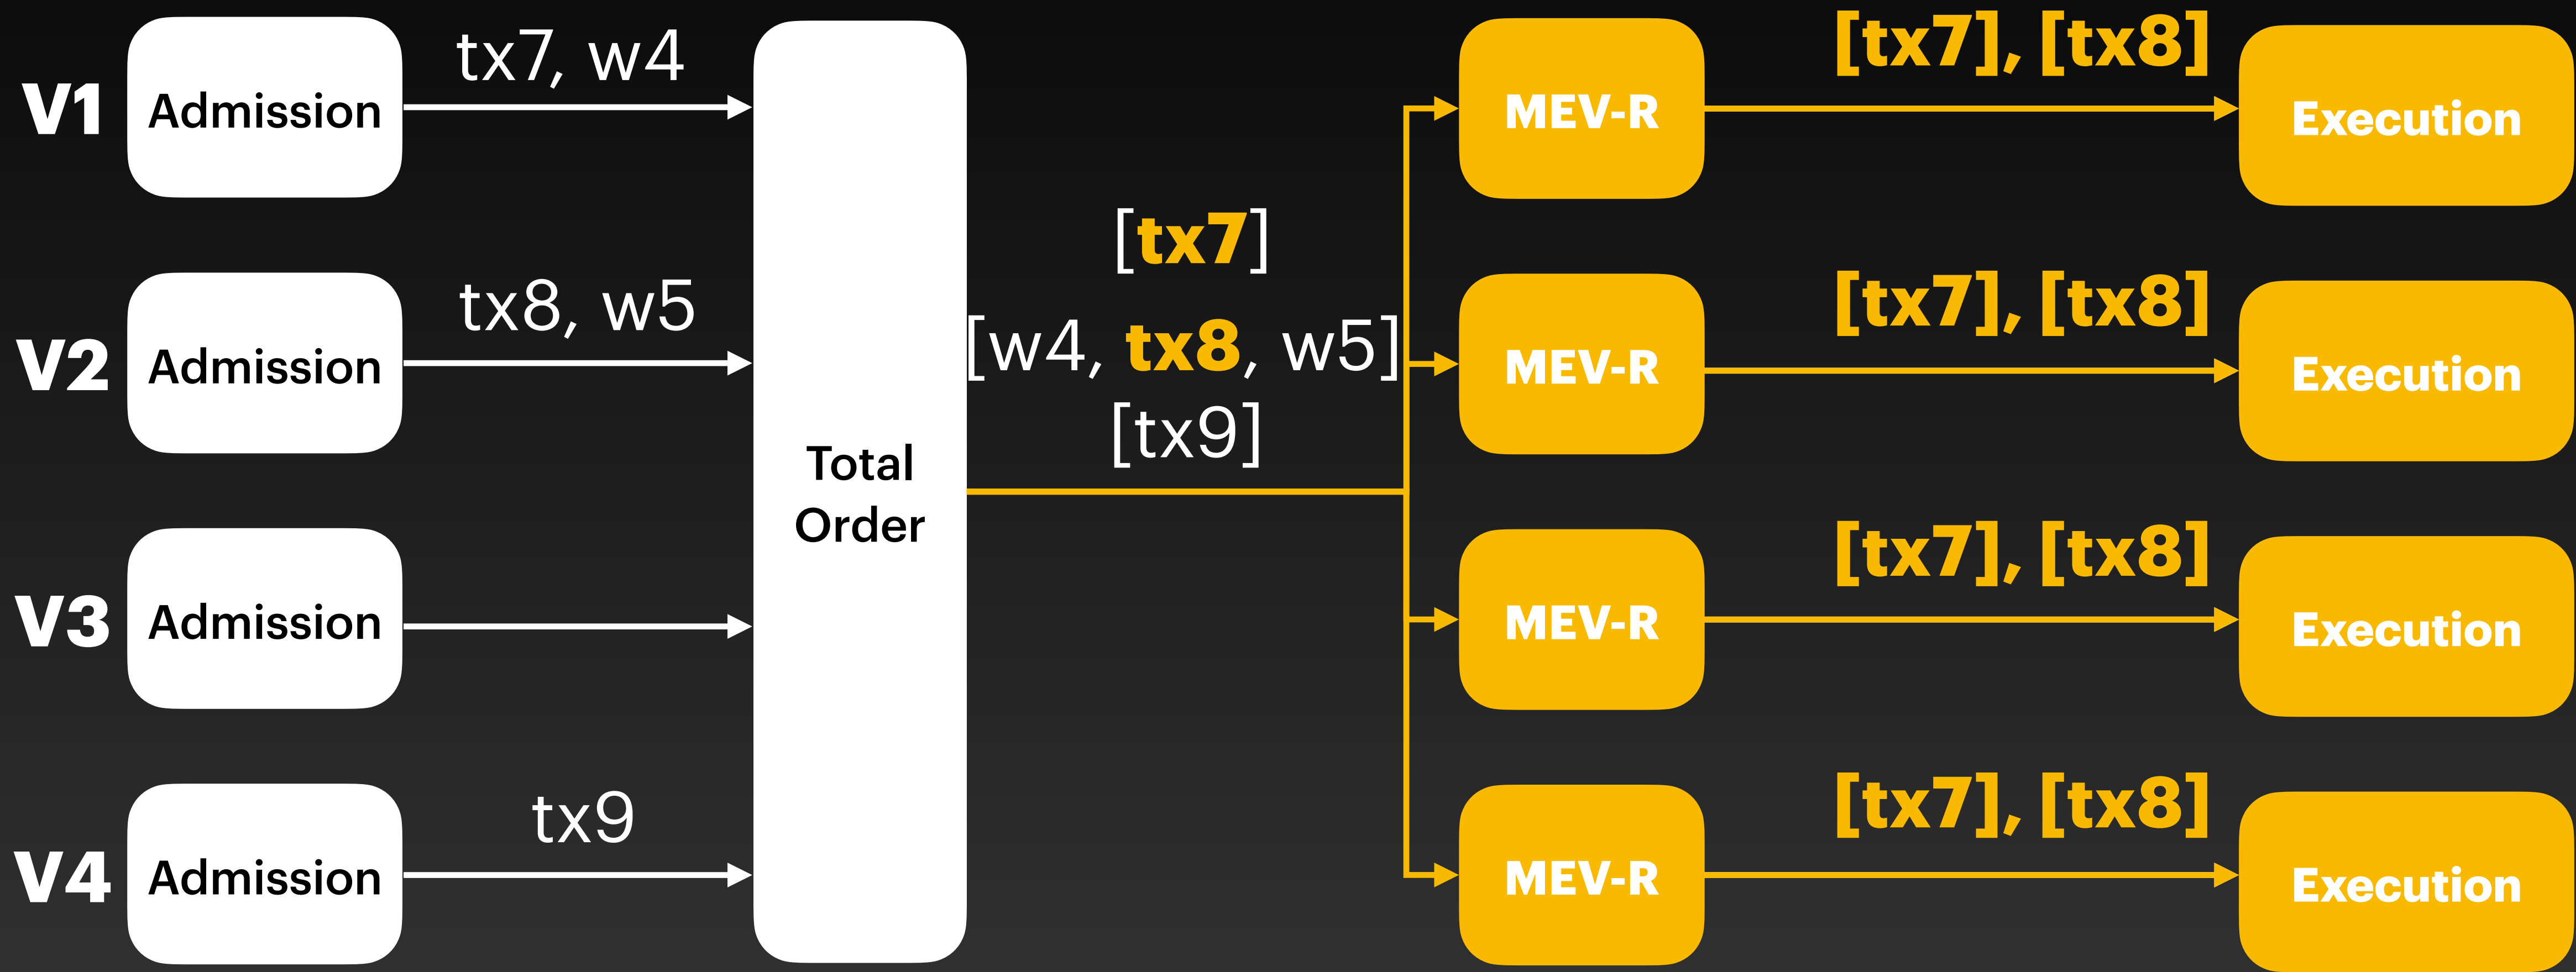 V1
Admission
tx7, w4
MEV-R
[tx7], [tx8]
Execution
V2
Admission
tx8, w5
[tx7]
[w4, tx8, w5]
[tx9]
MEV-R
[tx7], [tx8]
Execution
Total
Order
V3
Admission
MEV-R
[tx7], [tx8]
Execution
V4
Admission
tx9
MEV-R
[tx7], [tx8]
Execution